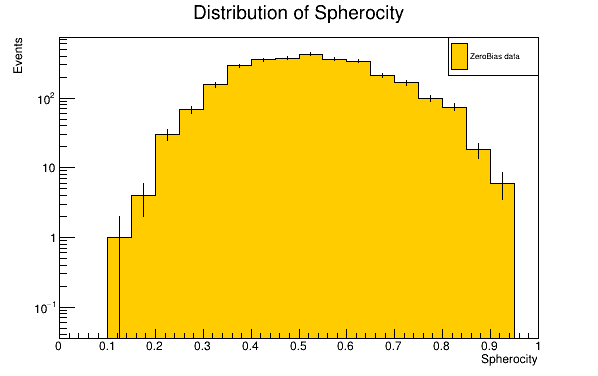 Distribution of Spherocity
Events
ZeroBias data
10²
10
1
10⁻¹
0 0.1 0.2 0.3 0.4 0.5 0.6 0.7 0.8 0.9 1
Spherocity